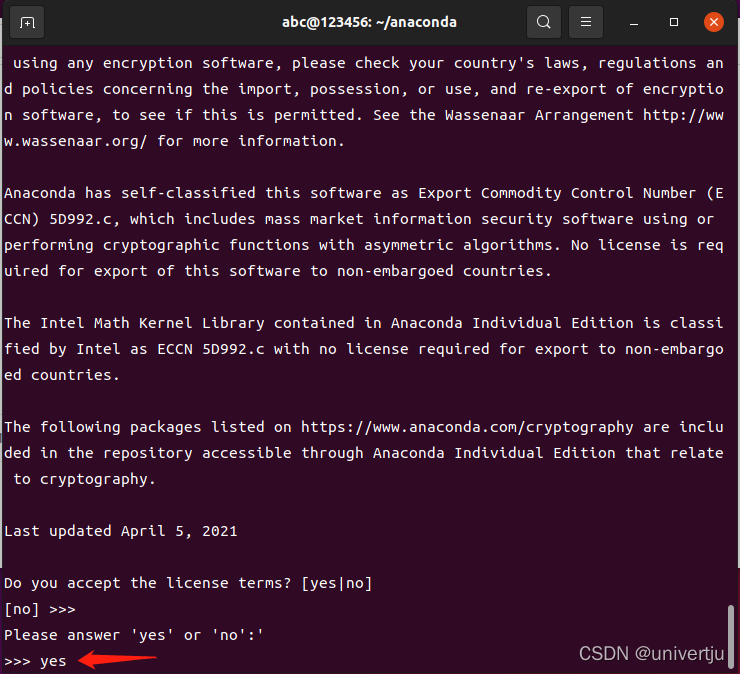 abc@123456: ~/anaconda
using any encryption software, please check your country's laws, regulations an
d policies concerning the import, possession, or use, and re-export of encryptio
n software, to see if this is permitted. See the Wassenaar Arrangement http://ww
w.wassenaar.org/ for more information.
Anaconda has self-classified this software as Export Commodity Control Number (E
CCN) 5D992.c, which includes mass market information security software using or
performing cryptographic functions with asymmetric algorithms. No license is req
uired for export of this software to non-embargoed countries.
The Intel Math Kernel Library contained in Anaconda Individual Edition is classi
fied by Intel as ECCN 5D992.c with no license required for export to non-embargo
ed countries.
The following packages listed on https://www.anaconda.com/cryptography are inclu
ded in the repository accessible through Anaconda Individual Edition that relate
to cryptography.
Last updated April 5, 2021
Do you accept the license terms? [yes|no]
[no] >>>
Please answer 'yes' or 'no':'
>>> yes
CSDN @univertju